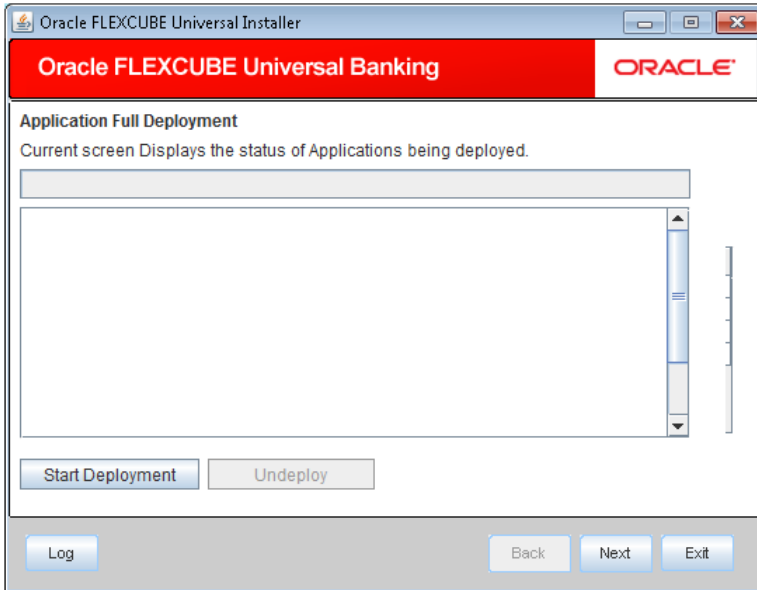 Oracle FLEXCUBE Universal Installer
Oracle FLEXCUBE Universal Banking
ORACLE
Application Full Deployment
Current screen Displays the status of Applications being deployed.
Start Deployment
Undeploy
Log
Back
Next
Exit